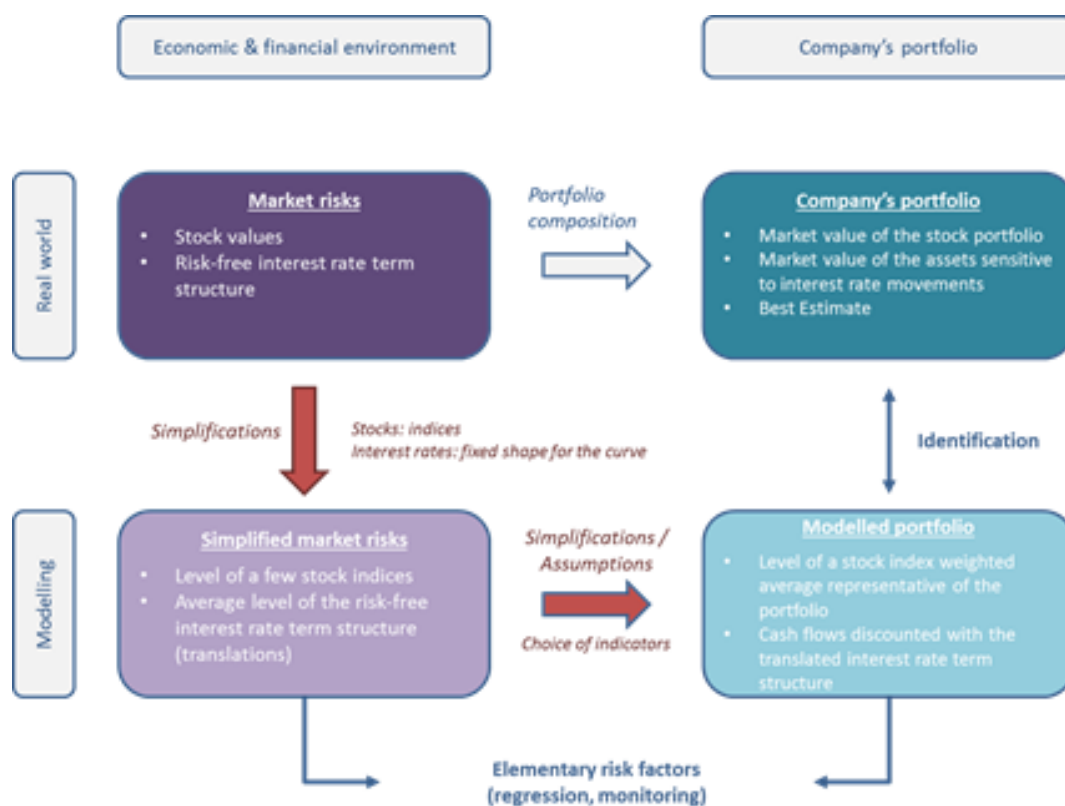 Economic & financial environment
Company's portfolio
Real world
Market risks
• Stock values
• Risk-free interest rate term
structure
Portfolio
composition
Company's portfolio
• Market value of the stock portfolio
• Market value of the assets sensitive
to interest rate movements
• Best Estimate
Simplifications
Stocks: indices
Interest rates: fixed shape for the curve
Identification
Modelling
Simplified market risks
• Level of a few stock indices
• Average level of the risk-free
interest rate term structure
(translations)
Simplifications /
Assumptions
Choice of indicators
Modelled portfolio
• Level of a stock index weighted
average representative of the
portfolio
• Cash flows discounted with the
translated interest rate term
structure
Elementary risk factors
(regression, monitoring)